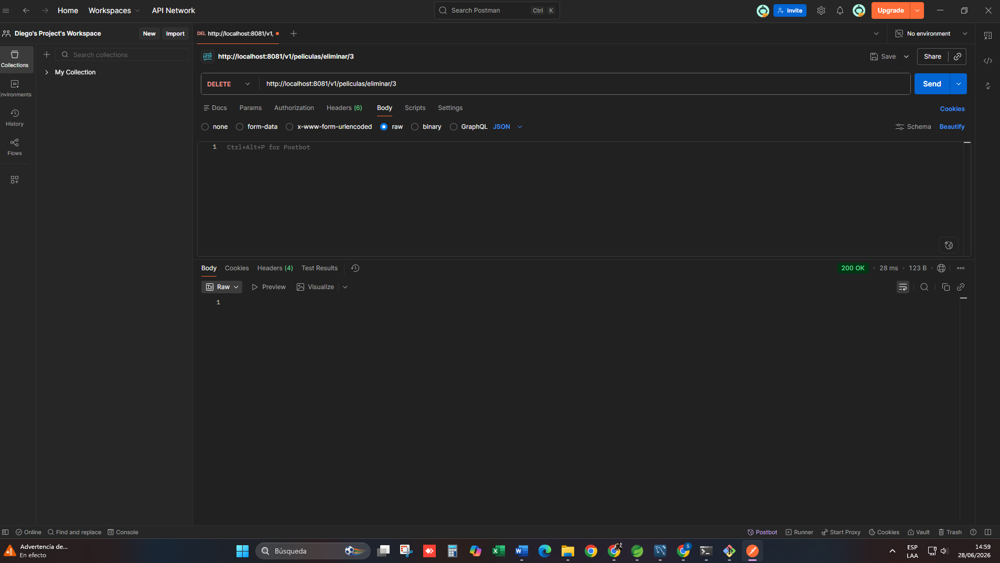 Home
Workspaces
API Network
Search Postman
Ctrl
K
Invite
Upgrade
Diego's Project's Workspace
New
Import
DEL http://localhost:8081/v1,
No environment
Collections
Search collections
My Collection
HTTP
http://localhost:8081/v1/peliculas/eliminar/3
Save
Share
DELETE
http://localhost:8081/v1/peliculas/eliminar/3
Send
Environments
History
Flows
Docs
Params
Authorization
Headers (6)
Body
Scripts
Settings
Cookies
none
form-data
x-www-form-urlencoded
raw
binary
GraphQL
JSON
Schema
Beautify
1
Ctrl+Alt+P for Postbot
Body
Cookies
Headers (4)
Test Results
200 OK
28 ms
123 B
Raw
Preview
Visualize
1
Online
Find and replace
Console
Postbot
Runner
Start Proxy
Cookies
Vault
Trash
Advertencia de...
En efecto
Búsqueda
S
ESP
LAA
14:59
28/06/2026